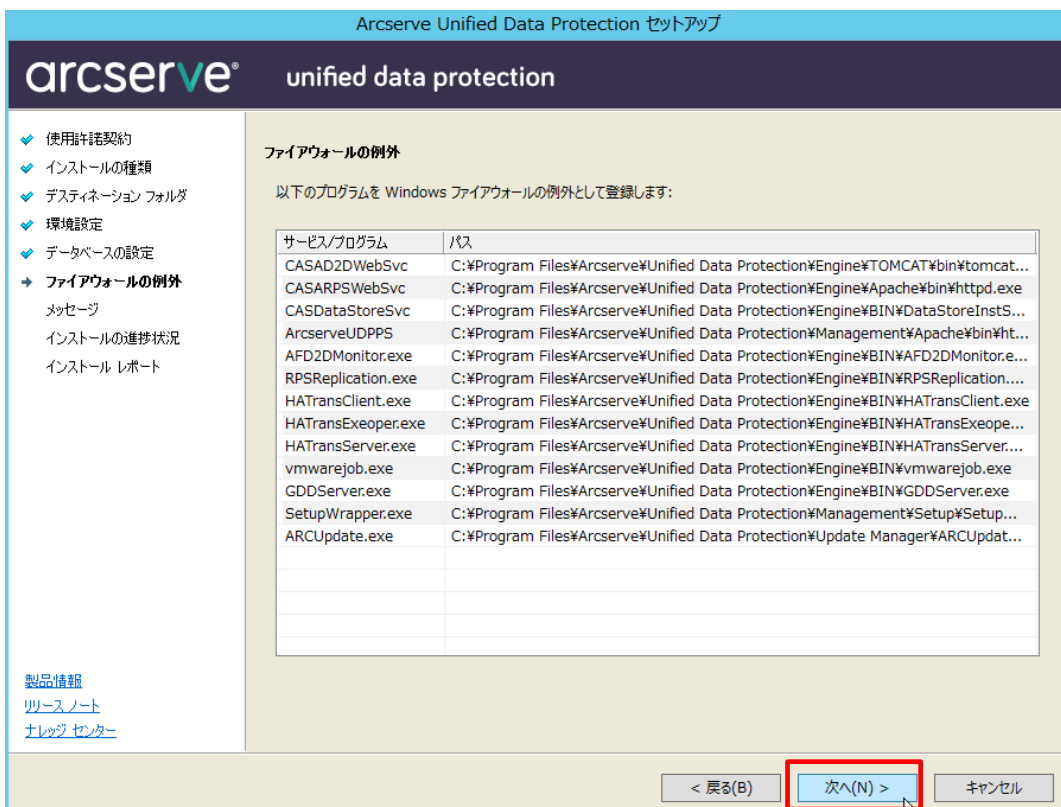 Arcserve Unified Data Protection セットアップ
arcserve® unified data protection
使用許諾契約
インストールの種類
デスティネーション フォルダ
環境設定
データベースの設定
ファイアウォールの例外
メッセージ
インストールの進捗状況
インストール レポート
製品情報
リリース ノート
ナレッジ センター
ファイアウォールの例外
以下のプログラムを Windows ファイアウォールの例外として登録します:
サービス/プログラム パス
CASAD2DWebSvc C:¥Program Files¥Arcserve¥Unified Data Protection¥Engine¥TOMCAT¥bin¥tomcat...
CASARPSWebSvc C:¥Program Files¥Arcserve¥Unified Data Protection¥Engine¥Apache¥bin¥httpd.exe
CASDataStoreSvc C:¥Program Files¥Arcserve¥Unified Data Protection¥Engine¥BIN¥DataStoreInstS...
ArcserveUDPPS C:¥Program Files¥Arcserve¥Unified Data Protection¥Management¥Apache¥bin¥ht...
AFD2DMonitor.exe C:¥Program Files¥Arcserve¥Unified Data Protection¥Engine¥BIN¥AFD2DMonitor.e...
RPSReplication.exe C:¥Program Files¥Arcserve¥Unified Data Protection¥Engine¥BIN¥RPSReplication....
HATransClient.exe C:¥Program Files¥Arcserve¥Unified Data Protection¥Engine¥BIN¥HATransClient.exe
HATransExeoper.exe C:¥Program Files¥Arcserve¥Unified Data Protection¥Engine¥BIN¥HATransExeope...
HATransServer.exe C:¥Program Files¥Arcserve¥Unified Data Protection¥Engine¥BIN¥HATransServer....
vmwarejob.exe C:¥Program Files¥Arcserve¥Unified Data Protection¥Engine¥BIN¥vmwarejob.exe
GDDServer.exe C:¥Program Files¥Arcserve¥Unified Data Protection¥Engine¥BIN¥GDDServer.exe
SetupWrapper.exe C:¥Program Files¥Arcserve¥Unified Data Protection¥Management¥Setup¥Setup...
ARCUpdate.exe C:¥Program Files¥Arcserve¥Unified Data Protection¥Update Manager¥ARCUpdat...
< 戻る(B) 次へ(N) > キャンセル